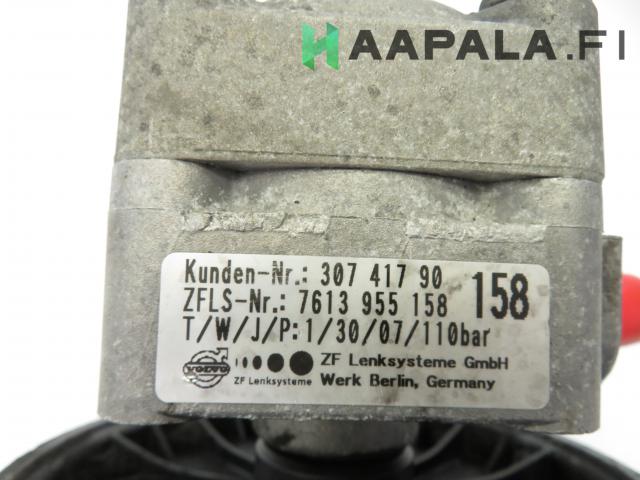 HAAPALA.FI
Kunden-Nr.: 307 417 90
ZFLS-Nr.: 7613 955 158 158
T/W/J/P:1/30/07/110bar
VOLVO ZF Lenksysteme ZF Lenksysteme GmbH
Werk Berlin, Germany